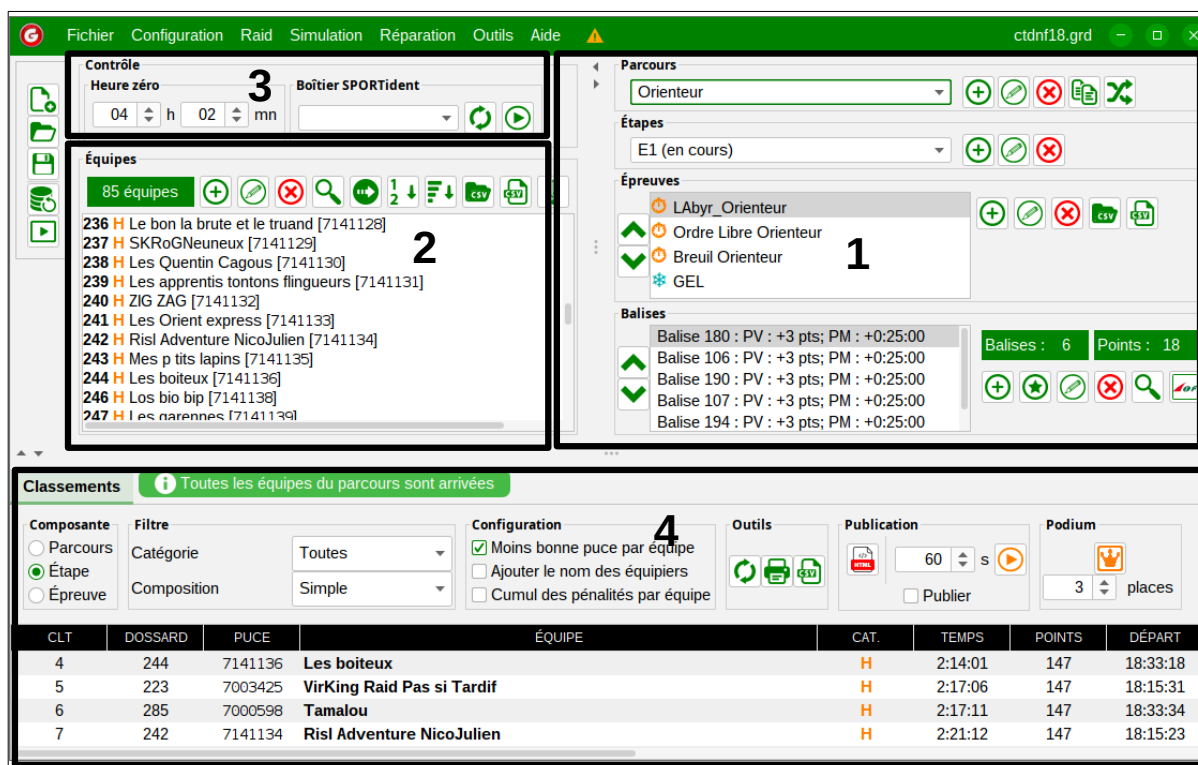 G Fichier Configuration Raid Simulation Réparation Outils Aide ctdnf18.grd
Contrôle
3
Heure zéro
04 h 02 mn
Boîtier SPORTident
Équipes
85 équipes
1 2
CSV CSV
236 H Le bon la brute et le truand [7141128]
237 H SKRoGNeuneux [7141129]
238 H Les Quentin Cagous [7141130]
239 H Les apprentis tontons flingueurs [7141131]
240 H ZIG ZAG [7141132]
241 H Les Orient express [7141133]
242 H Risl Adventure NicoJulien [7141134]
243 H Mes p tits lapins [7141135]
244 H Les boiteux [7141136]
246 H Los bio bip [7141138]
247 H Les garennes [7141139]
2
Parcours
Orienteur
Étapes
E1 (en cours)
Épreuves
LAbyr_Orienteur
Ordre Libre Orienteur
Breuil Orienteur
GEL
CSV CSV
1
Balises
Balise 180 : PV : +3 pts; PM : +0:25:00
Balise 106 : PV : +3 pts; PM : +0:25:00
Balise 190 : PV : +3 pts; PM : +0:25:00
Balise 107 : PV : +3 pts; PM : +0:25:00
Balise 194 : PV : +3 pts; PM : +0:25:00
Balises : 6 Points : 18
Classements
Toutes les équipes du parcours sont arrivées
4
Composante
Parcours
Étape
Épreuve
Filtre
Catégorie Toutes
Composition Simple
Configuration
Moins bonne puce par équipe
Ajouter le nom des équipiers
Cumul des pénalités par équipe
Outils
CSV
Publication
HTML 60 s
Publier
Podium
3 places
CLT DOSSARD PUCE ÉQUIPE CAT. TEMPS POINTS DÉPART
4 244 7141136 Les boiteux H 2:14:01 147 18:33:18
5 223 7003425 VirKing Raid Pas si Tardif H 2:17:06 147 18:15:31
6 285 7000598 Tamalou H 2:17:11 147 18:33:34
7 242 7141134 Risl Adventure NicoJulien H 2:21:12 147 18:15:23